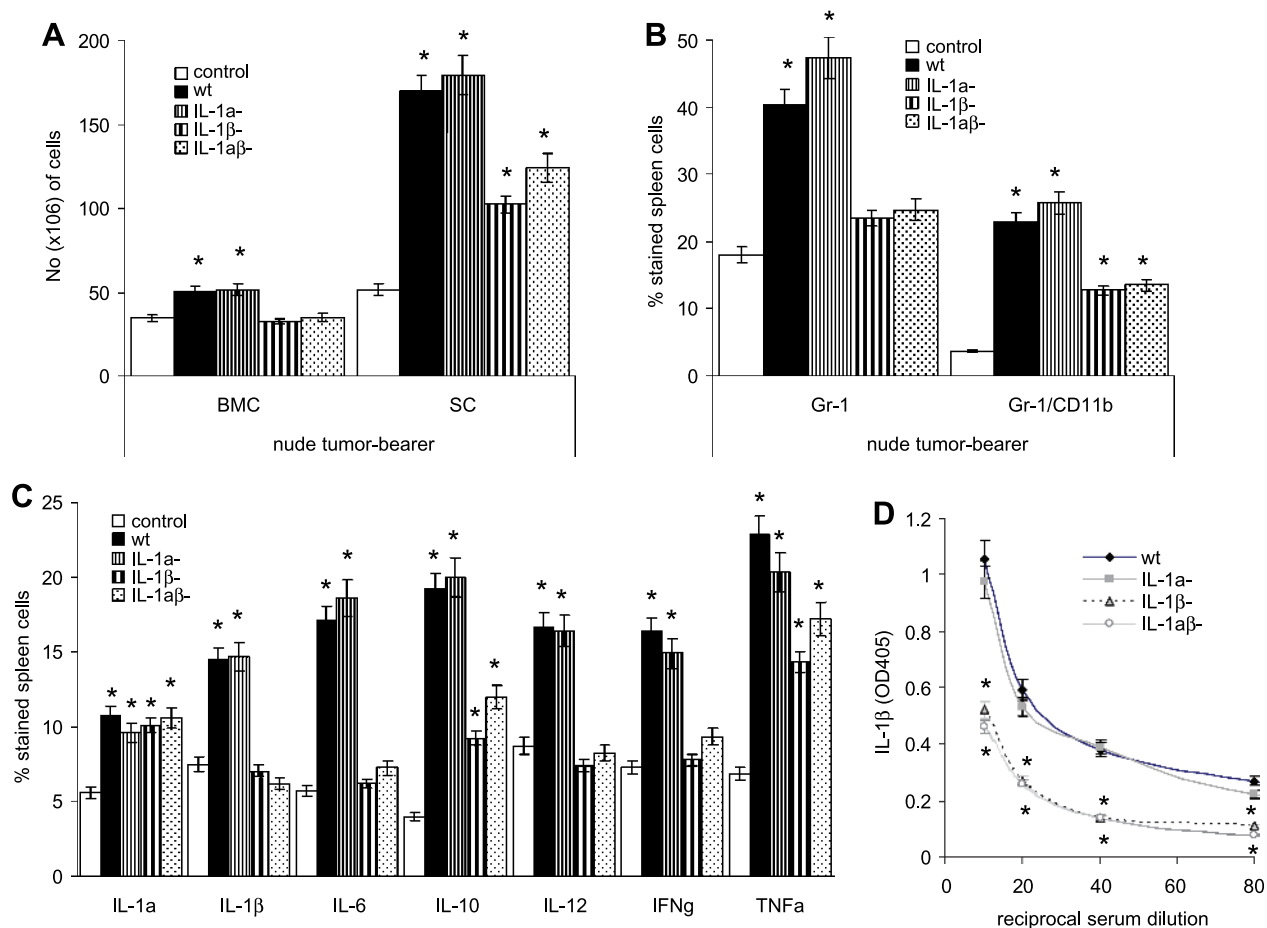 A
No (x106) of cells
200
150
100
50
0
control
wt
IL-1a-
IL-1β-
IL-1aβ-
* * * * * *
BMC SC
nude tumor-bearer
B
% stained spleen cells
50
40
30
20
10
0
control
wt
IL-1a-
IL-1β-
IL-1aβ-
* * * * * *
Gr-1 Gr-1/CD11b
nude tumor-bearer
C
% stained spleen cells
25
20
15
10
5
0
control
wt
IL-1a-
IL-1β-
IL-1aβ-
* * * * * * * * * * * * * * * * * * * *
IL-1a IL-1β IL-6 IL-10 IL-12 IFNg TNFa
D
IL-1β (OD405)
1.2
1
0.8
0.6
0.4
0.2
0
wt
IL-1a-
IL-1β-
IL-1aβ-
* * * * * * * *
0 20 40 60 80
reciprocal serum dilution